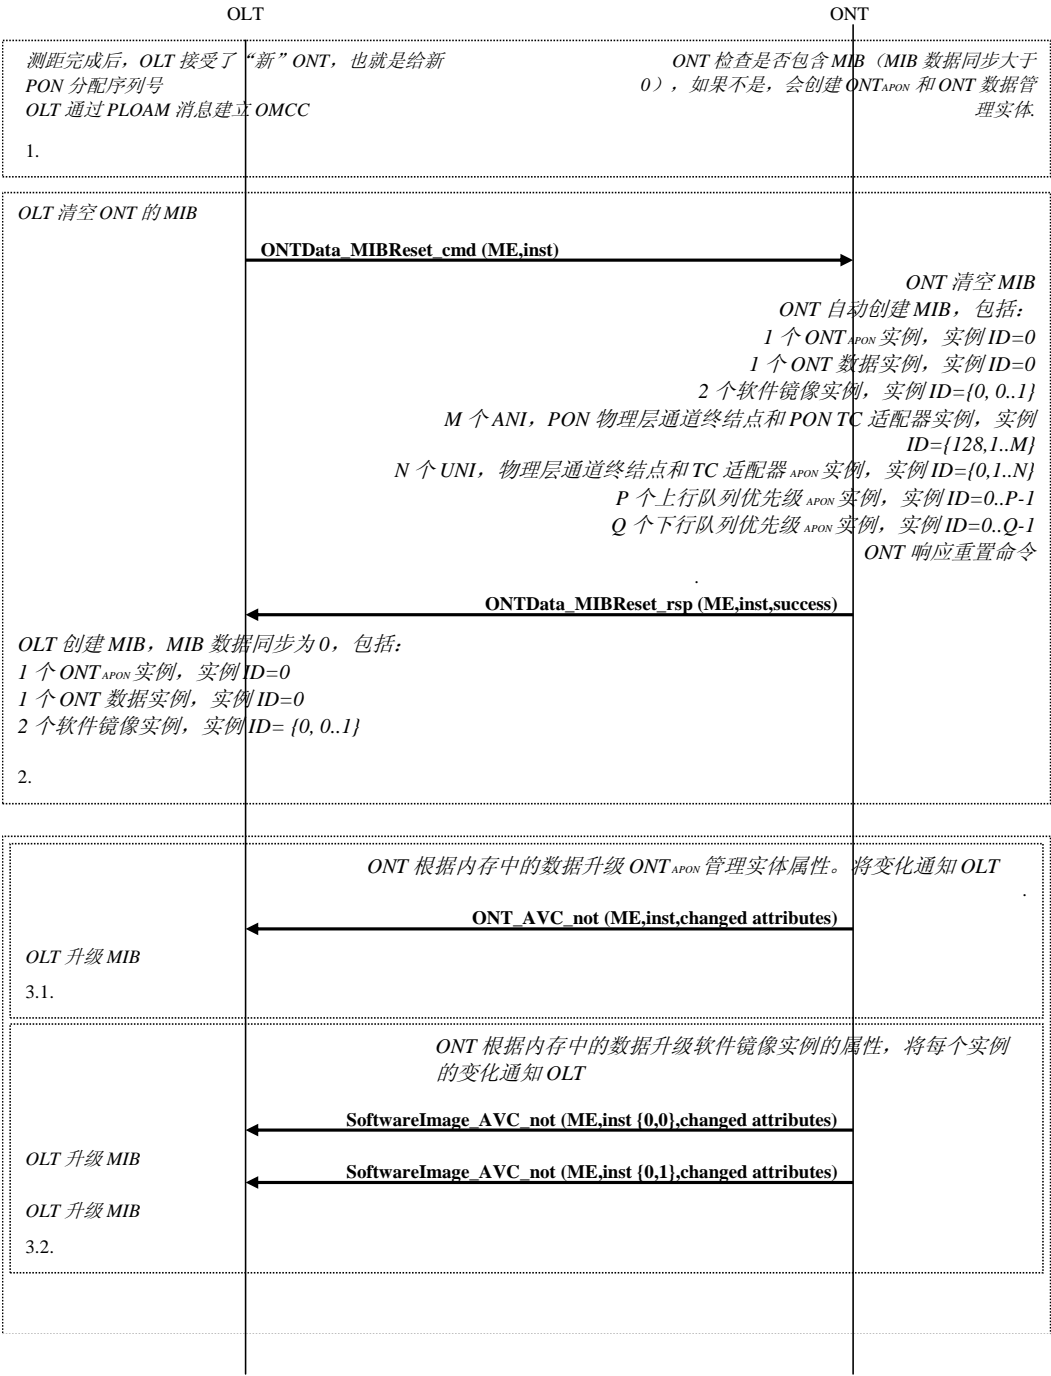 OLT
ONT
测距完成后，OLT 接受了“新”ONT，也就是给新
PON 分配序列号
OLT 通过 PLOAM 消息建立 OMCC
1.
ONT 检查是否包含 MIB（MIB 数据同步大于
0），如果不是，会创建 ONTAPON 和 ONT 数据管
理实体.
OLT 清空 ONT 的 MIB
ONTData_MIBReset_cmd (ME,inst)
ONT 清空 MIB
ONT 自动创建 MIB，包括：
1 个 ONTAPON 实例，实例 ID=0
1 个 ONT 数据实例，实例 ID=0
2 个软件镜像实例，实例 ID={0, 0..1}
M 个 ANI，PON 物理层通道终结点和 PON TC 适配器实例，实例
ID={128,1..M}
N 个 UNI，物理层通道终结点和 TC 适配器 APON 实例，实例 ID={0,1..N}
P 个上行队列优先级 APON 实例，实例 ID=0..P-1
Q 个下行队列优先级 APON 实例，实例 ID=0..Q-1
ONT 响应重置命令
.
ONTData_MIBReset_rsp (ME,inst,success)
OLT 创建 MIB，MIB 数据同步为 0，包括：
1 个 ONTAPON 实例，实例 ID=0
1 个 ONT 数据实例，实例 ID=0
2 个软件镜像实例，实例 ID= {0, 0..1}
2.
ONT 根据内存中的数据升级 ONTAPON 管理实体属性。将变化通知 OLT
.
ONT_AVC_not (ME,inst,changed attributes)
OLT 升级 MIB
3.1.
ONT 根据内存中的数据升级软件镜像实例的属性，将每个实例
的变化通知 OLT
SoftwareImage_AVC_not (ME,inst {0,0},changed attributes)
OLT 升级 MIB
SoftwareImage_AVC_not (ME,inst {0,1},changed attributes)
OLT 升级 MIB
3.2.